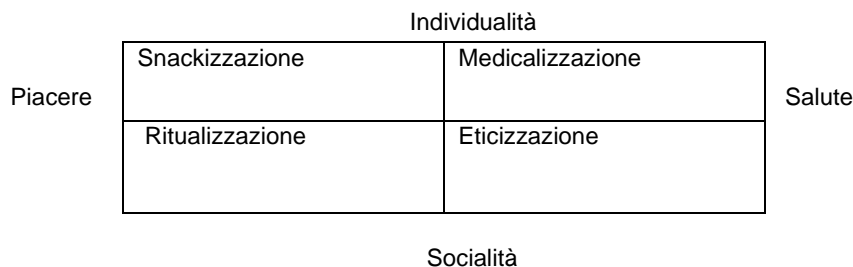 Individualità
Snackizzazione Medicalizzazione
Piacere Salute
Ritualizzazione Eticizzazione
Socialità